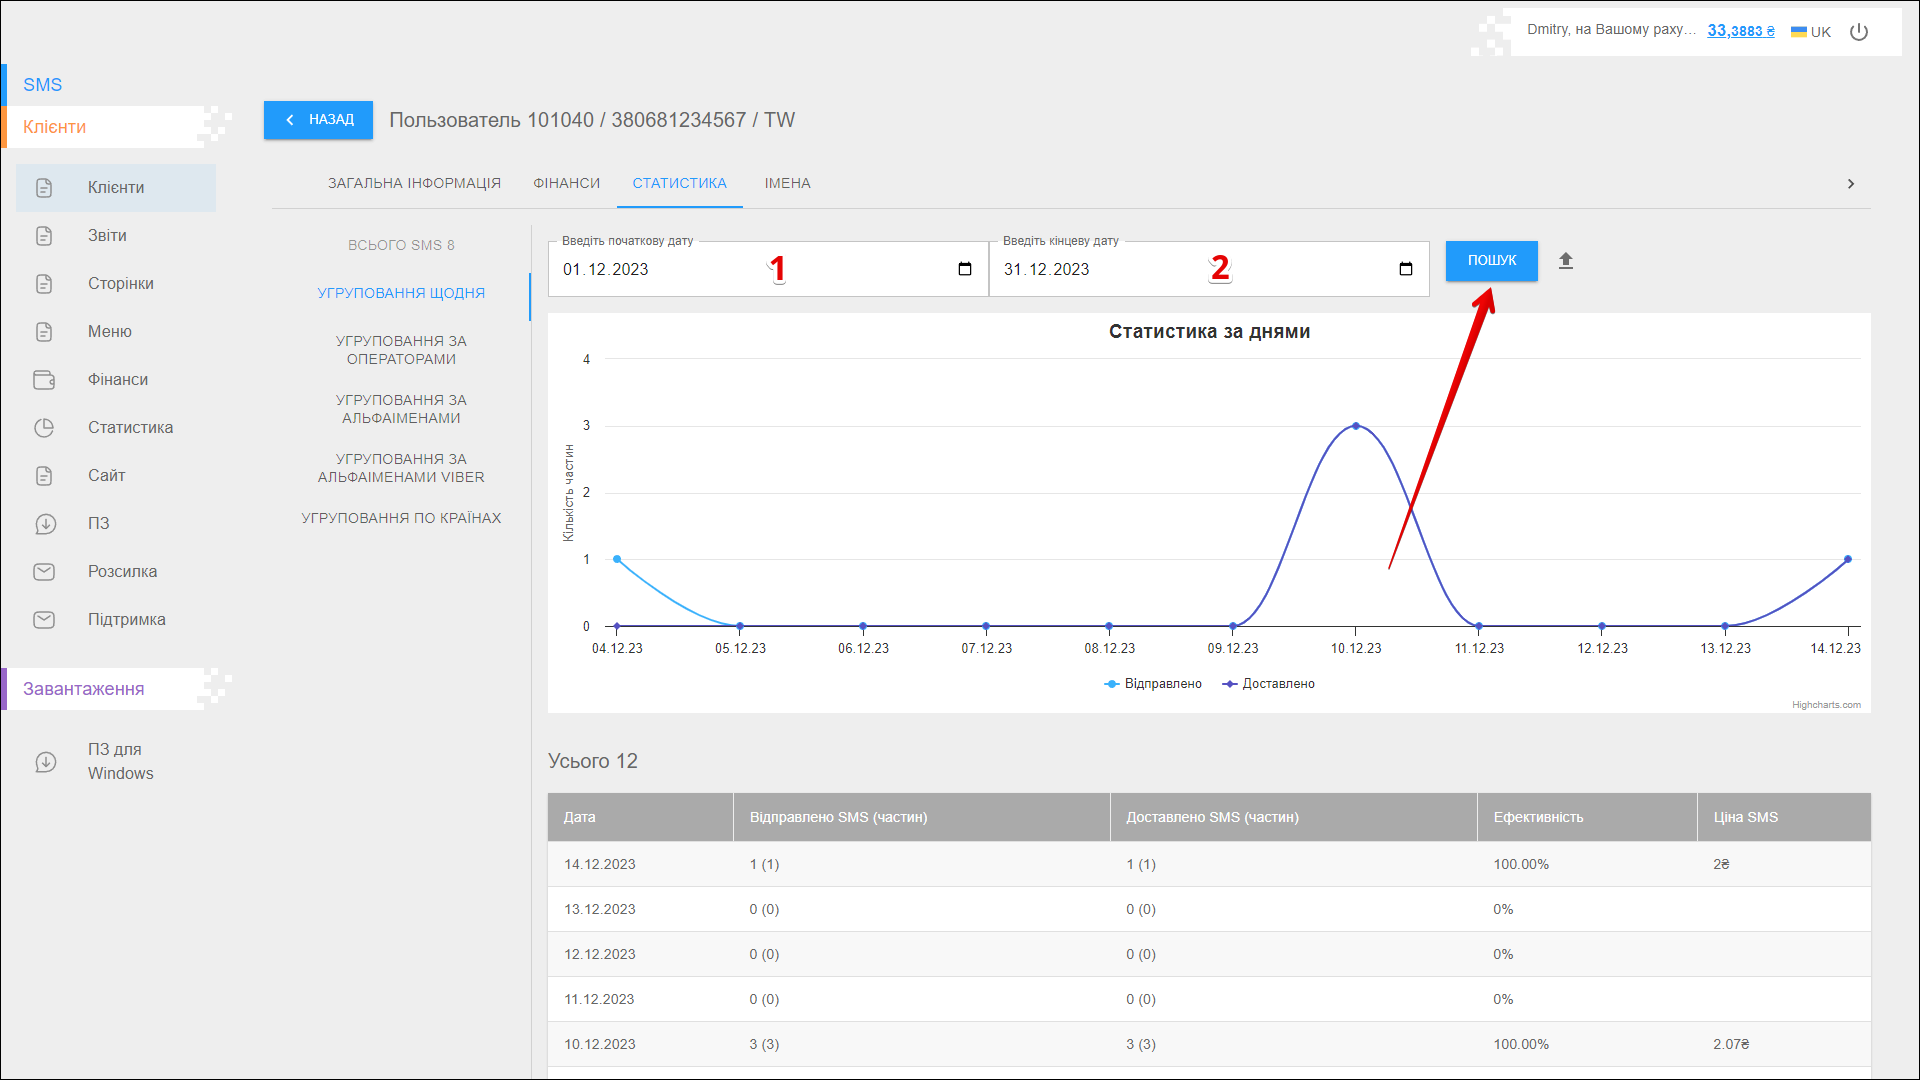 Dmitry, на Вашому раху... 33,3883 ₴ UK
SMS
Клієнти
Клієнти
Звіти
Сторінки
Меню
Фінанси
Статистика
Сайт
ПЗ
Розсилка
Підтримка
Завантаження
ПЗ для
Windows
НАЗАД
Пользователь 101040 / 380681234567 / TW
ЗАГАЛЬНА ІНФОРМАЦІЯ ФІНАНСИ СТАТИСТИКА ІМЕНА
ВСЬОГО SMS 8
УГРУПОВАННЯ ЩОДНЯ
УГРУПОВАННЯ ЗА
ОПЕРАТОРАМИ
УГРУПОВАННЯ ЗА
АЛЬФАІМЕНАМИ
УГРУПОВАННЯ ЗА
АЛЬФАІМЕНАМИ VIBER
УГРУПОВАННЯ ПО КРАЇНАХ
Введіть початкову дату
01.12.2023
1
Введіть кінцеву дату
31.12.2023
2
ПОШУК
Статистика за днями
Кількість частин
4
3
2
1
0
04.12.23 05.12.23 06.12.23 07.12.23 08.12.23 09.12.23 10.12.23 11.12.23 12.12.23 13.12.23 14.12.23
Відправлено Доставлено
Highcharts.com
Усього 12
Дата Відправлено SMS (частин) Доставлено SMS (частин) Ефективність Ціна SMS
14.12.2023 1 (1) 1 (1) 100.00% 2₴
13.12.2023 0 (0) 0 (0) 0%
12.12.2023 0 (0) 0 (0) 0%
11.12.2023 0 (0) 0 (0) 0%
10.12.2023 3 (3) 3 (3) 100.00% 2.07₴